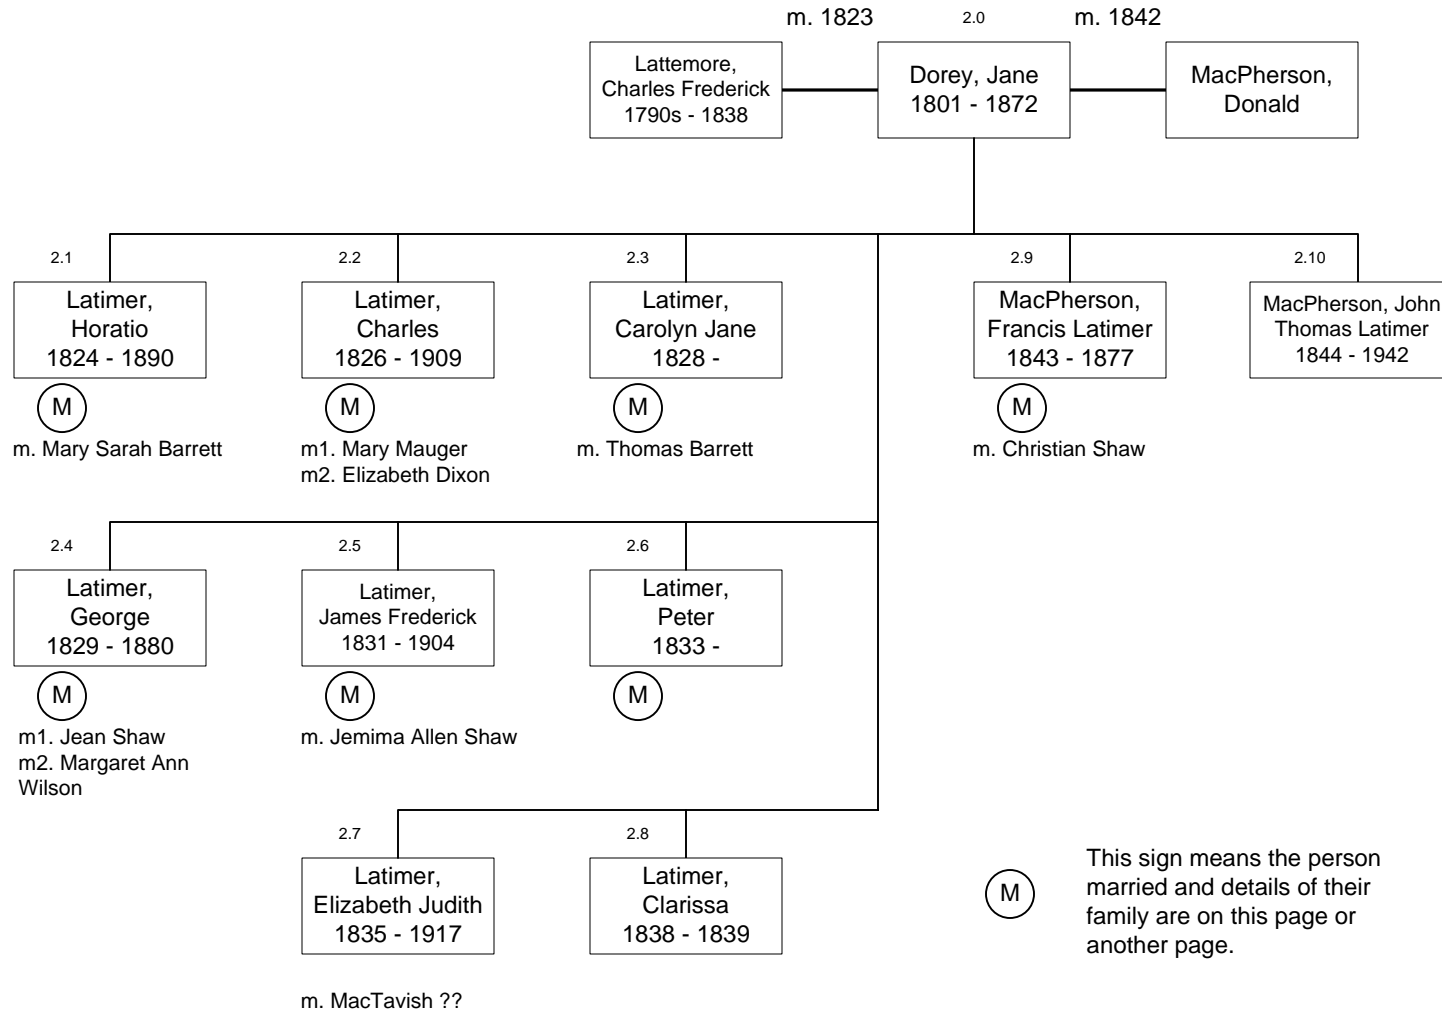 m. 1823
2.0
m. 1842
Lattemore,
Charles Frederick
1790s - 1838
Dorey, Jane
1801 - 1872
MacPherson,
Donald
2.1
2.2
2.3
2.9
2.10
Latimer,
Horatio
1824 - 1890
Latimer,
Charles
1826 - 1909
Latimer,
Carolyn Jane
1828 -
MacPherson,
Francis Latimer
1843 - 1877
MacPherson, John
Thomas Latimer
1844 - 1942
M
M
M
M
m. Mary Sarah Barrett
m1. Mary Mauger
m2. Elizabeth Dixon
m. Thomas Barrett
m. Christian Shaw
2.4
2.5
2.6
Latimer,
George
1829 - 1880
Latimer,
James Frederick
1831 - 1904
Latimer,
Peter
1833 -
M
M
M
m1. Jean Shaw
m2. Margaret Ann
Wilson
m. Jemima Allen Shaw
2.7
2.8
Latimer,
Elizabeth Judith
1835 - 1917
Latimer,
Clarissa
1838 - 1839
m. MacTavish ??
M
This sign means the person
married and details of their
family are on this page or
another page.